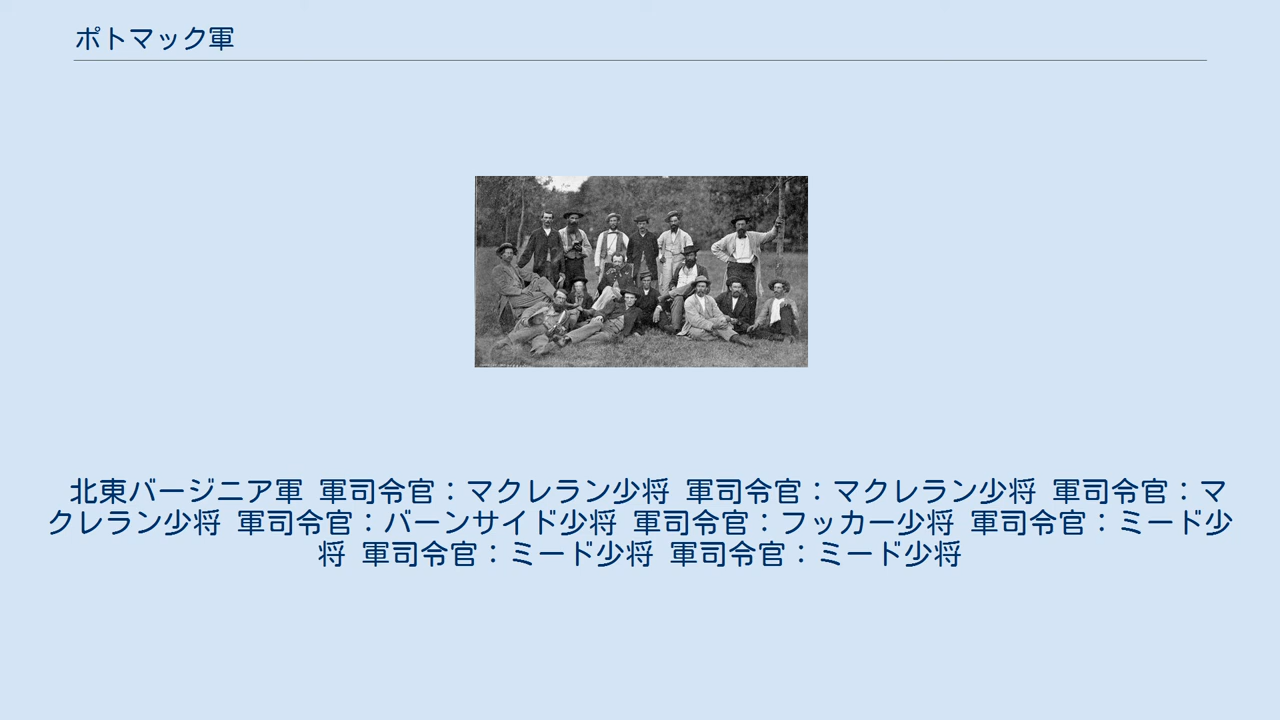 ポトマック軍
北東バージニア軍 軍司令官：マクレラン少将 軍司令官：マクレラン少将 軍司令官：マ
クレラン少将 軍司令官：バーンサイド少将 軍司令官：フッカー少将 軍司令官：ミード少
将 軍司令官：ミード少将 軍司令官：ミード少将